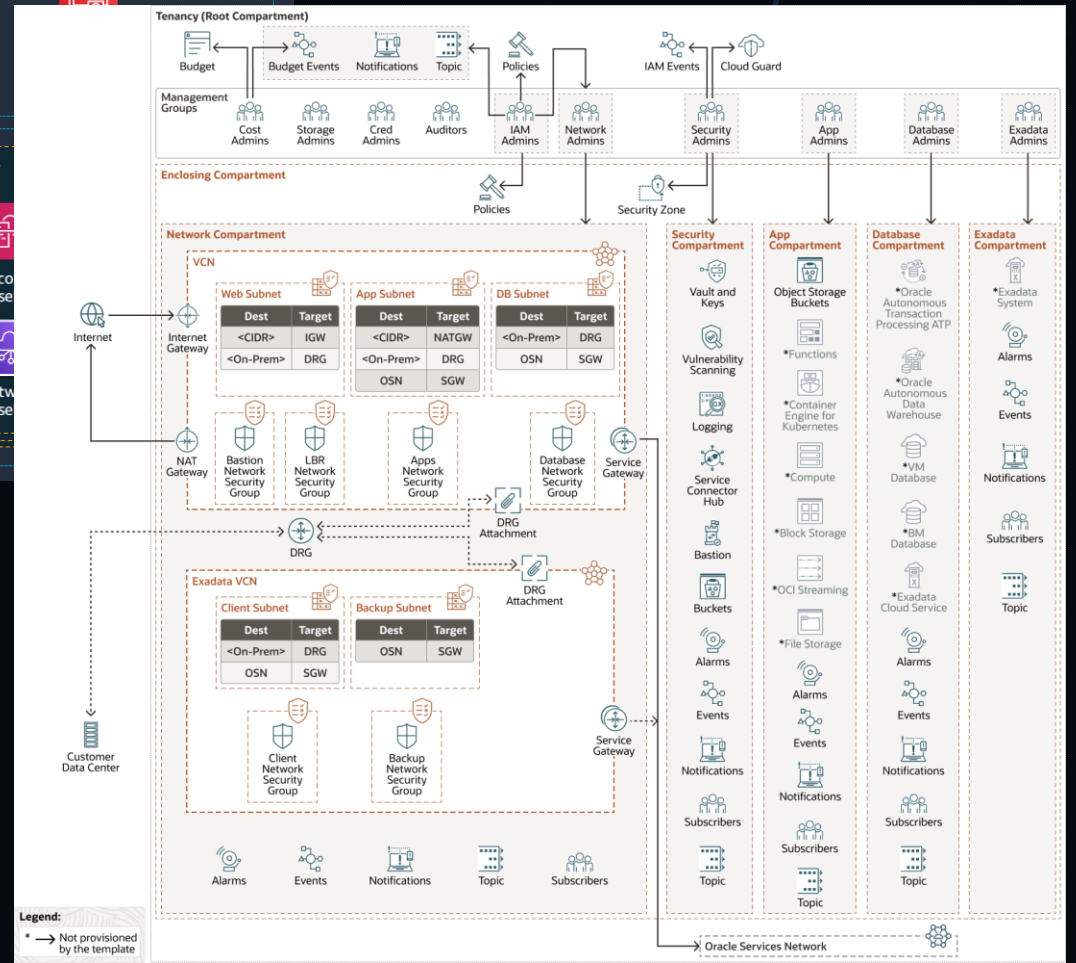 Tenancy (Root Compartment)
Budget
Budget Events
Notifications
Topic
Policies
IAM Events
Cloud Guard
Management
Groups
Cost
Admins
Storage
Admins
Cred
Admins
Auditors
IAM
Admins
Network
Admins
Security
Admins
App
Admins
Database
Admins
Exadata
Admins
Enclosing Compartment
Policies
Security Zone
Network Compartment
VCN
Web Subnet
Dest Target
<CIDR> IGW
<On-Prem> DRG
App Subnet
Dest Target
<CIDR> NATGW
<On-Prem> DRG
OSN SGW
DB Subnet
Dest Target
<On-Prem> DRG
OSN SGW
Internet
Internet
Gateway
NAT
Gateway
Bastion
Network
Security
Group
LBR
Network
Security
Group
Apps
Network
Security
Group
Database
Network
Security
Group
Service
Gateway
DRG
DRG
Attachment
DRG
Attachment
Exadata VCN
Client Subnet
Dest Target
<On-Prem> DRG
OSN SGW
Backup Subnet
Dest Target
OSN SGW
Client
Network
Security
Group
Backup
Network
Security
Group
Service
Gateway
Customer
Data Center
Alarms
Events
Notifications
Topic
Subscribers
Security
Compartment
Vault and
Keys
Vulnerability
Scanning
Logging
Service
Connector
Hub
Bastion
Buckets
Alarms
Events
Notifications
Subscribers
Topic
App
Compartment
Object Storage
Buckets
*Functions
*Container
Engine for
Kubernetes
*Compute
*Block Storage
*OCI Streaming
*File Storage
Alarms
Events
Notifications
Subscribers
Topic
Database
Compartment
*Oracle
Autonomous
Transaction
Processing ATP
*Oracle
Autonomous
Data
Warehouse
*VM
Database
*BM
Database
*Exadata
Cloud Service
Alarms
Events
Notifications
Subscribers
Topic
Exadata
Compartment
*Exadata
System
Alarms
Events
Notifications
Subscribers
Topic
Legend:
* → Not provisioned
by the template
Oracle Services Network